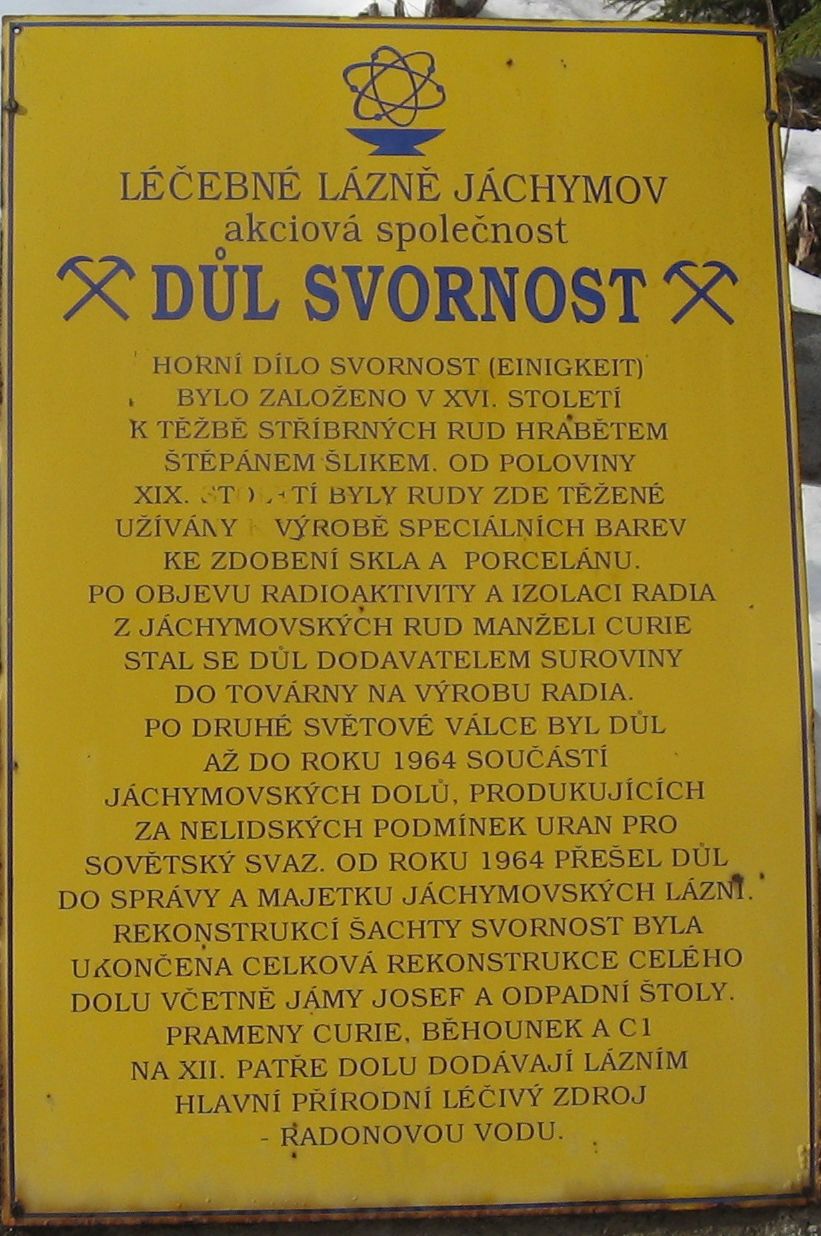 LÉČEBNÉ LÁZNĚ JÁCHYMOV
akciová společnost
DŮL SVORNOST
HORNÍ DÍLO SVORNOST (EINIGKEIT)
BYLO ZALOŽENO V XVI. STOLETÍ
K TĚŽBĚ STŘÍBRNÝCH RUD HRABĚTEM
ŠTĚPÁNEM ŠLIKEM. OD POLOVINY
XIX. STOLETÍ BYLY RUDY ZDE TĚŽENÉ
UŽÍVÁNY K VÝROBĚ SPECIÁLNÍCH BAREV
KE ZDOBENÍ SKLA A PORCELÁNU.
PO OBJEVU RADIOAKTIVITY A IZOLACI RADIA
Z JÁCHYMOVSKÝCH RUD MANŽELI CURIE
STAL SE DŮL DODAVATELEM SUROVINY
DO TOVÁRNY NA VÝROBU RADIA.
PO DRUHÉ SVĚTOVÉ VÁLCE BYL DŮL
AŽ DO ROKU 1964 SOUČÁSTÍ
JÁCHYMOVSKÝCH DOLŮ, PRODUKUJÍCÍCH
ZA NELIDSKÝCH PODMÍNEK URAN PRO
SOVĚTSKÝ SVAZ. OD ROKU 1964 PŘEŠEL DŮL
DO SPRÁVY A MAJETKU JÁCHYMOVSKÝCH LÁZNÍ.
REKONSTRUKCÍ ŠACHTY SVORNOST BYLA
UKONČENA CELKOVÁ REKONSTRUKCE CELÉHO
DOLU VČETNĚ JÁMY JOSEF A ODPADNÍ ŠTOLY.
PRAMENY CURIE, BĚHOUNEK A C1
NA XII. PATŘE DOLU DODÁVAJÍ LÁZNÍM
HLAVNÍ PŘÍRODNÍ LÉČIVÝ ZDROJ
- RADONOVOU VODU.